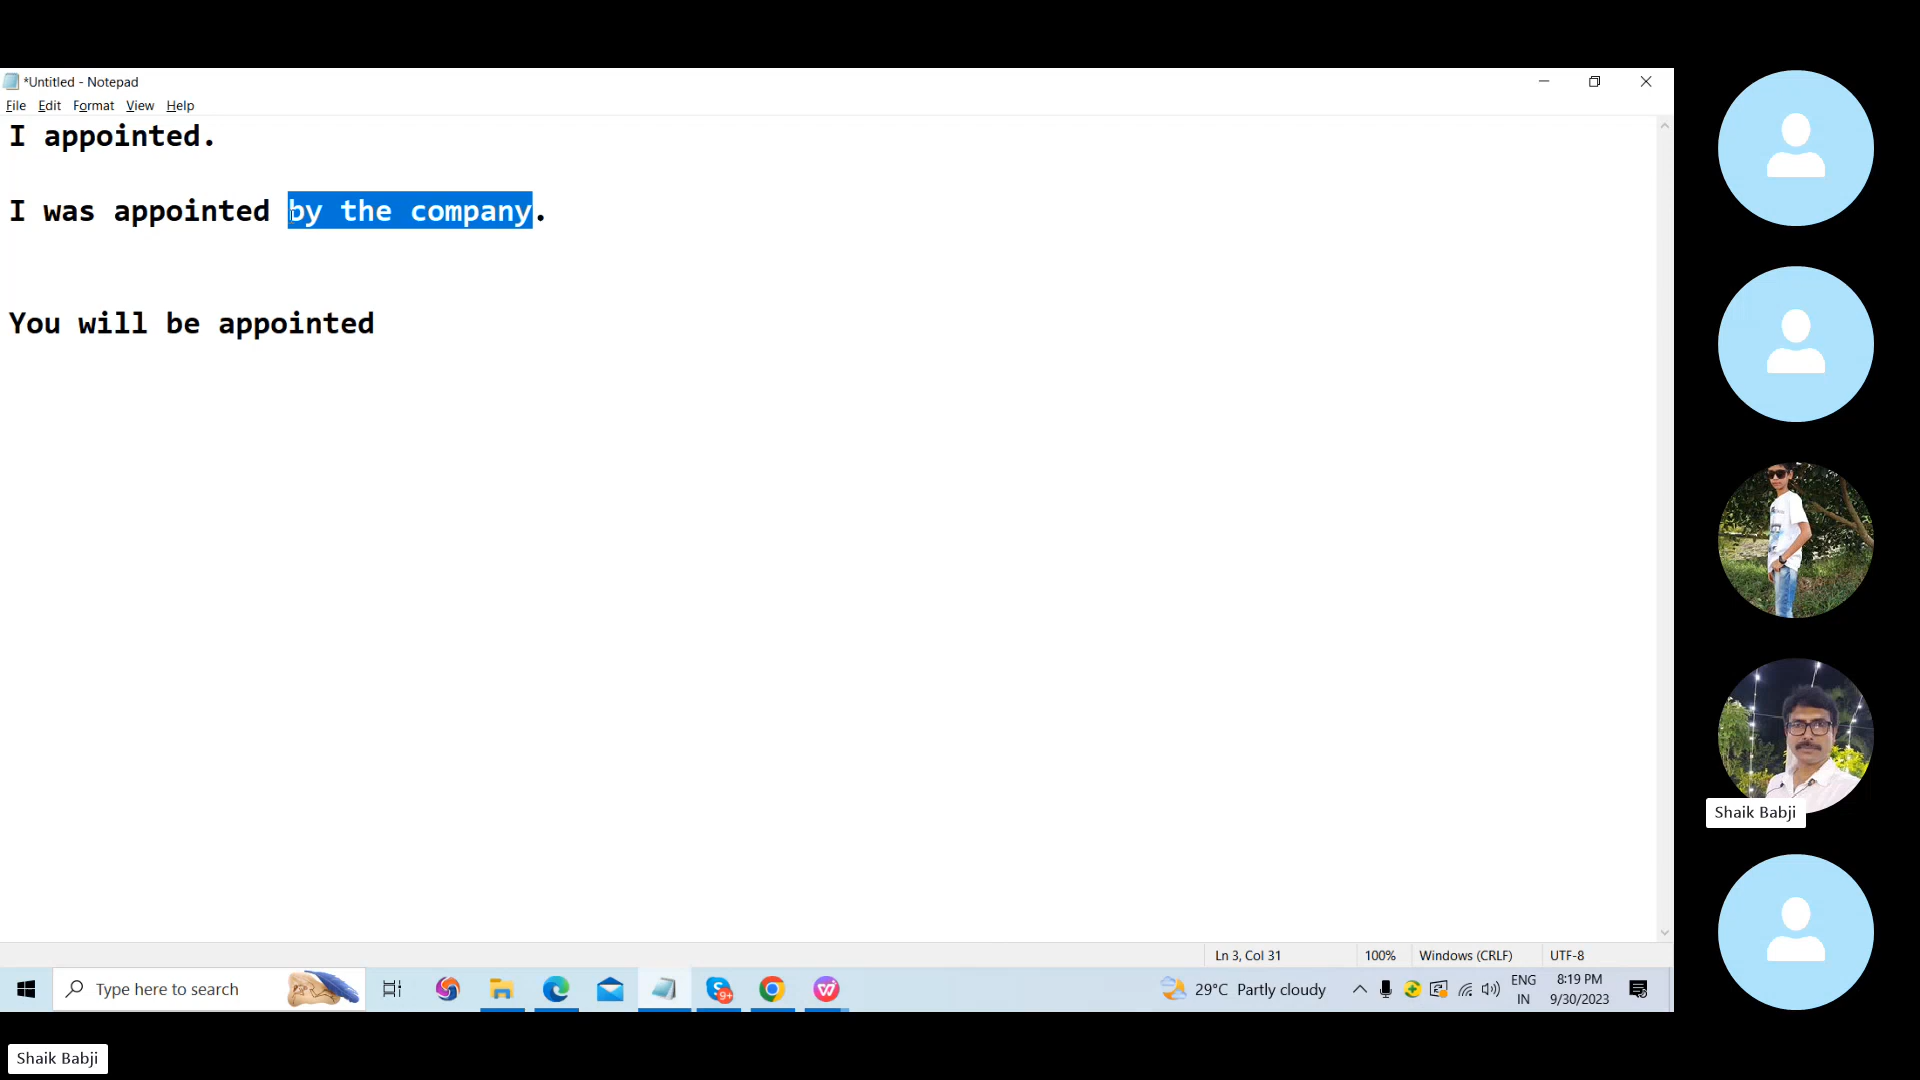 *Untitled - Notepad
File Edit Format View Help
I appointed.
I was appointed by the company.
You will be appointed
Shaik Babji
Ln 3, Col 31 100% Windows (CRLF) UTF-8
Type here to search
9+
29°C Partly cloudy
ENG
IN
8:19 PM
9/30/2023
Shaik Babji